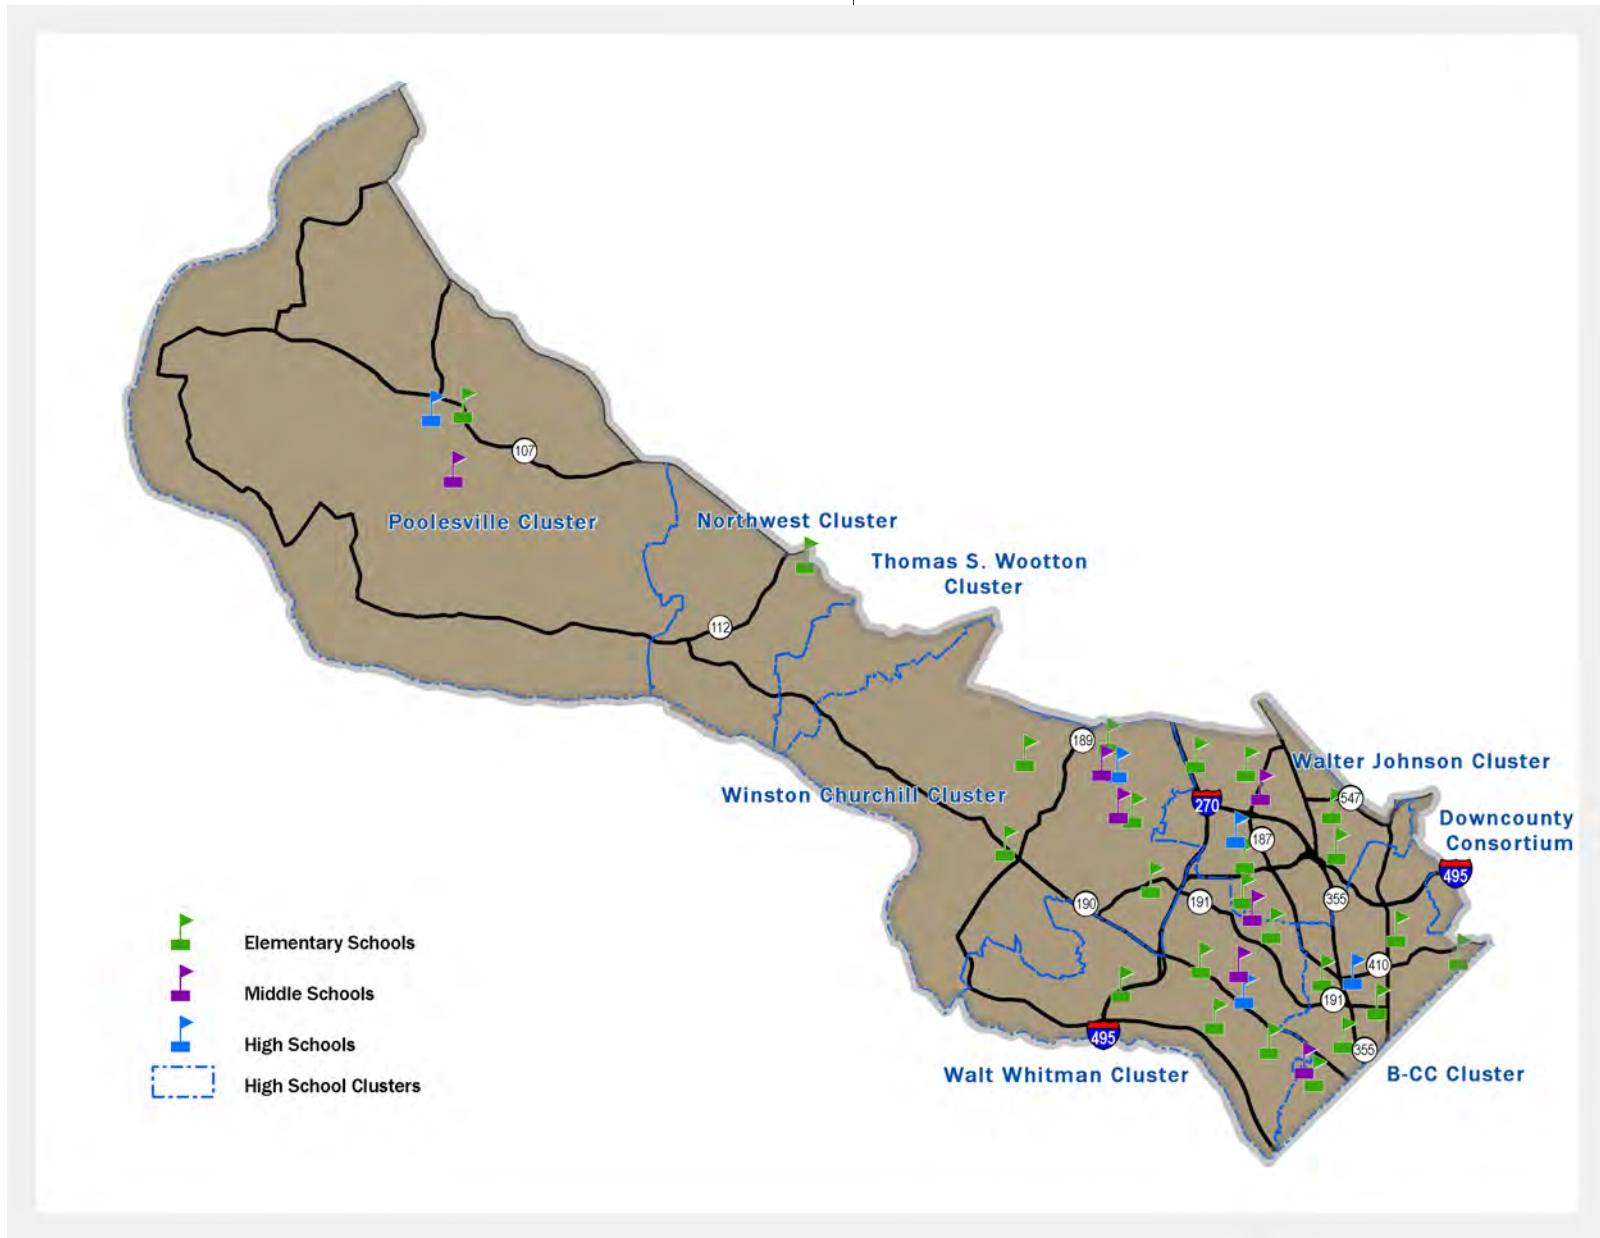 107
Poolesville Cluster
Northwest Cluster
Thomas S. Wootton
Cluster
112
189
Walter Johnson Cluster
Winston Churchill Cluster
270
547
Downcounty
Consortium
187
495
190
191
355
Elementary Schools
410
Middle Schools
191
High Schools
495
355
Walt Whitman Cluster
B-CC Cluster
High School Clusters